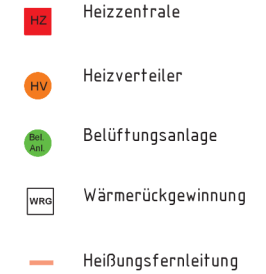 HZ Heizzentrale
HV Heizverteiler
Bel. Anl. Belüftungsanlage
WRG Wärmerückgewinnung
Heißungsfernleitung